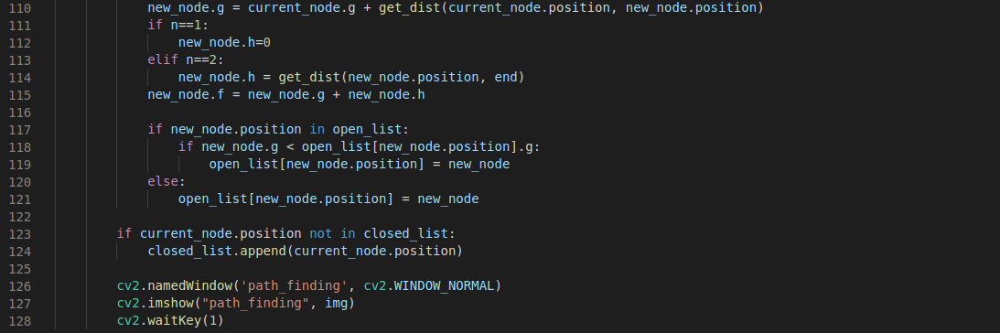 110 new_node.g = current_node.g + get_dist(current_node.position, new_node.position)
111 if n==1:
112 new_node.h=0
113 elif n==2:
114 new_node.h = get_dist(new_node.position, end)
115 new_node.f = new_node.g + new_node.h
116
117 if new_node.position in open_list:
118 if new_node.g < open_list[new_node.position].g:
119 open_list[new_node.position] = new_node
120 else:
121 open_list[new_node.position] = new_node
122
123 if current_node.position not in closed_list:
124 closed_list.append(current_node.position)
125
126 cv2.namedWindow('path_finding', cv2.WINDOW_NORMAL)
127 cv2.imshow("path_finding", img)
128 cv2.waitKey(1)